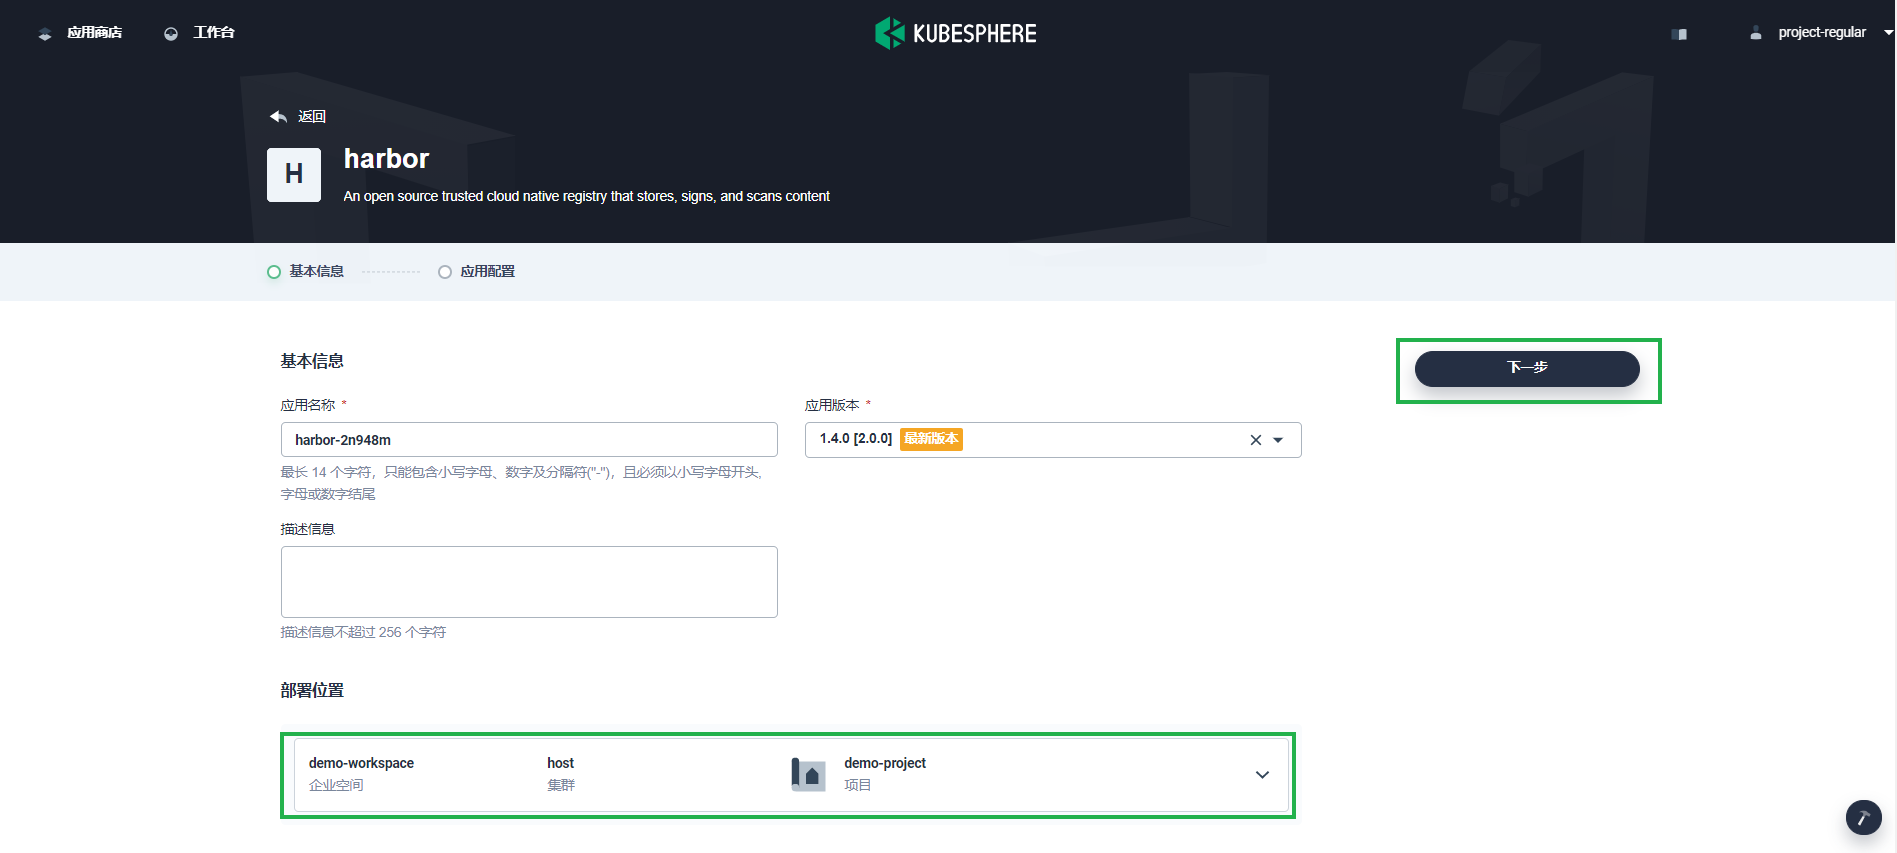 应用商店
工作台
KUBESPHERE
project-regular
返回
H
harbor
An open source trusted cloud native registry that stores, signs, and scans content
基本信息
应用配置
基本信息
下一步
应用名称 *
应用版本 *
harbor-2n948m
1.4.0 [2.0.0] 最新版本
最长 14 个字符，只能包含小写字母、数字及分隔符("-")，且必须以小写字母开头,
字母或数字结尾
描述信息
描述信息不超过 256 个字符
部署位置
demo-workspace
host
demo-project
企业空间
集群
项目